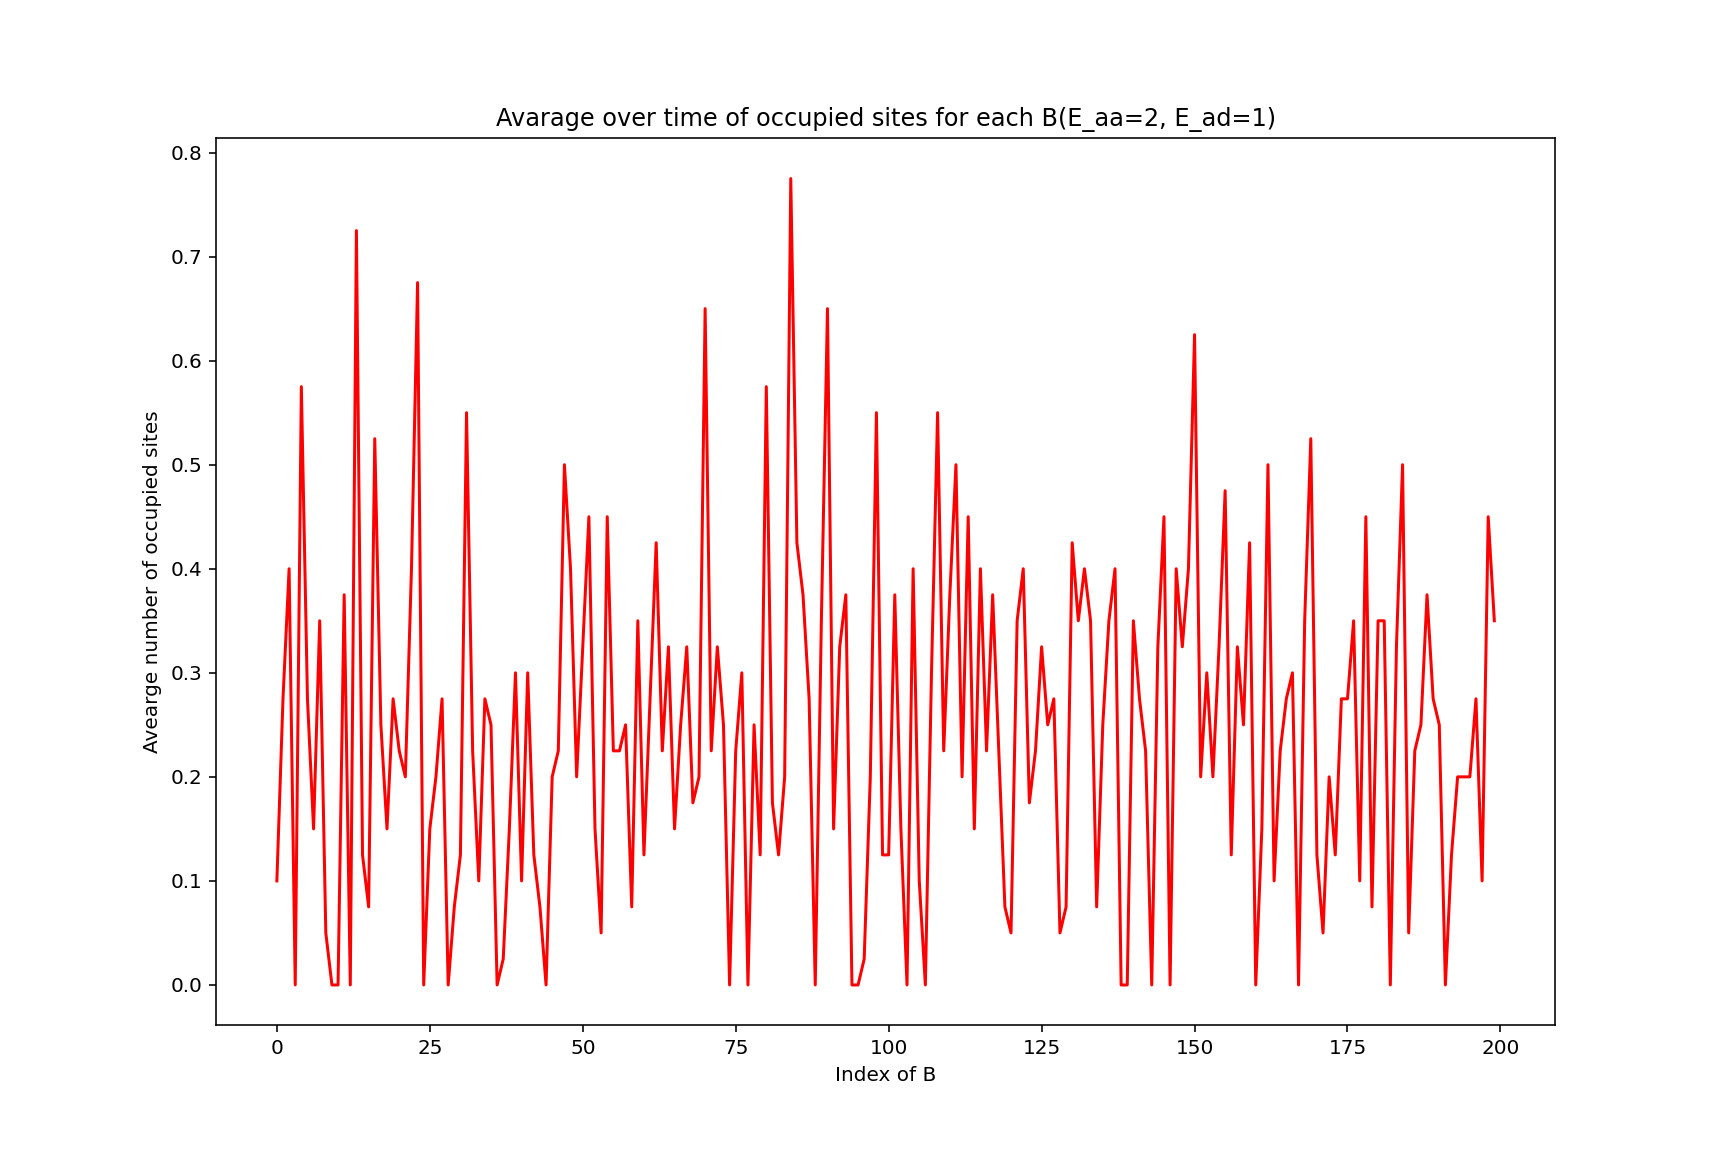 Avarage over time of occupied sites for each B(E_aa=2, E_ad=1)
0.8
0.7
0.6
0.5
0.4
0.3
0.2
0.1
0.0
Avearge number of occupied sites
0 25 50 75 100 125 150 175 200
Index of B